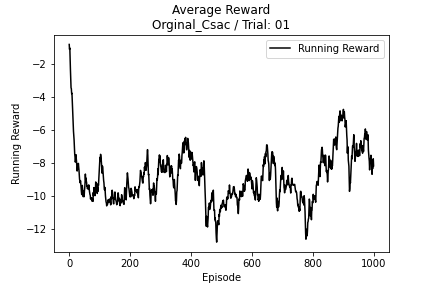 Average Reward
Orginal_Csac / Trial: 01
Running Reward
−2
−4
−6
−8
−10
−12
Running Reward
0
200
400
600
800
1000
Episode